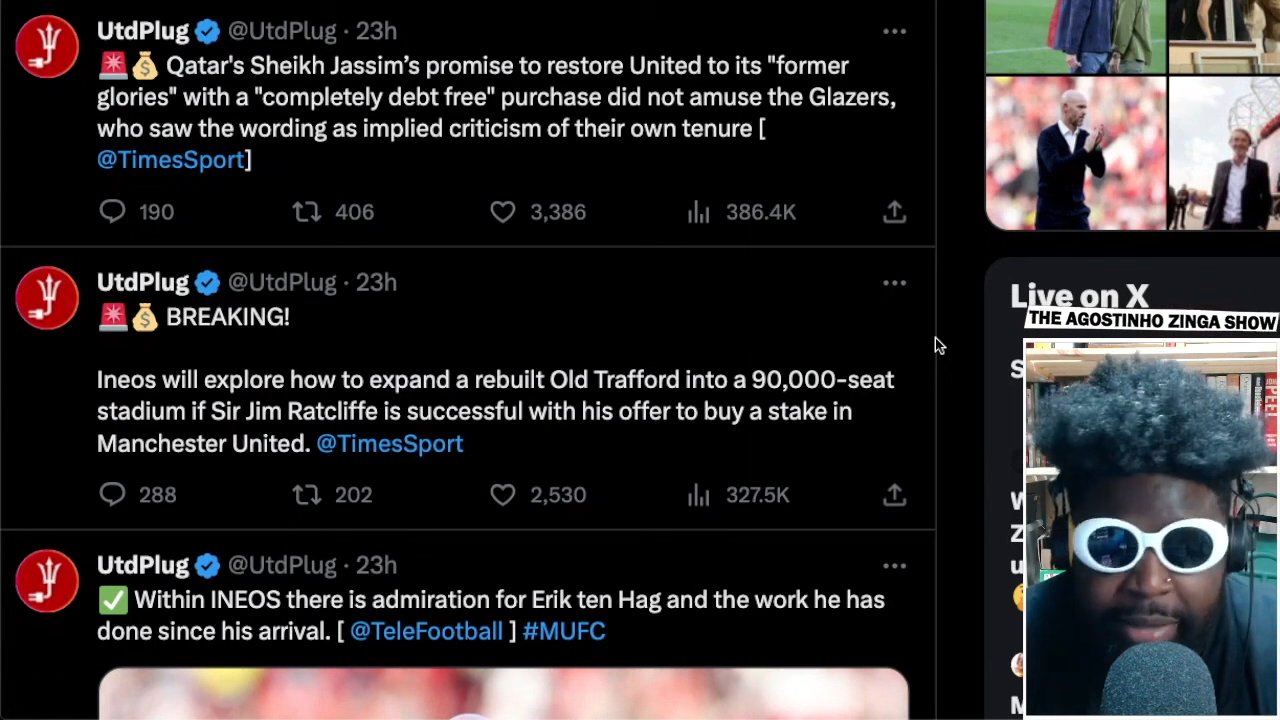 UtdPlug @UtdPlug · 23h
🚨💰 Qatar's Sheikh Jassim’s promise to restore United to its "former
glories" with a "completely debt free" purchase did not amuse the Glazers,
who saw the wording as implied criticism of their own tenure [
@TimesSport]
190 406 3,386 386.4K
UtdPlug @UtdPlug · 23h
🚨💰 BREAKING!
Ineos will explore how to expand a rebuilt Old Trafford into a 90,000-seat
stadium if Sir Jim Ratcliffe is successful with his offer to buy a stake in
Manchester United. @TimesSport
288 202 2,530 327.5K
UtdPlug @UtdPlug · 23h
✅ Within INEOS there is admiration for Erik ten Hag and the work he has
done since his arrival. [ @TeleFootball ] #MUFC
Live on X
THE AGOSTINHO ZINGA SHOW